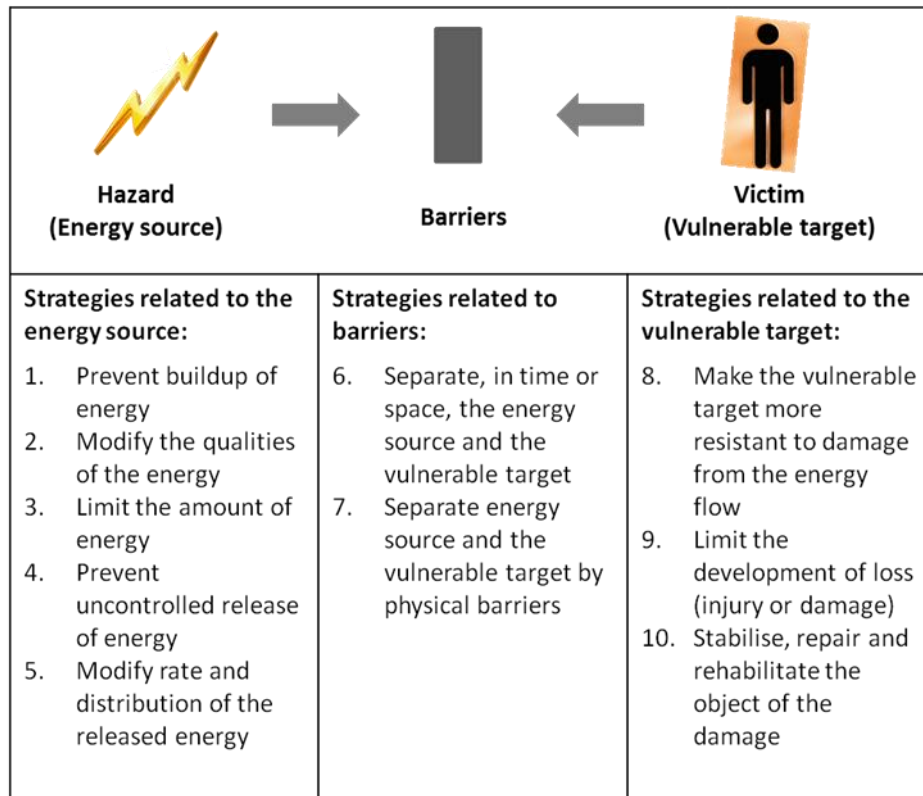 Hazard
(Energy source)
Barriers
Victim
(Vulnerable target)
Strategies related to the
energy source:
1. Prevent buildup of
energy
2. Modify the qualities
of the energy
3. Limit the amount of
energy
4. Prevent
uncontrolled release
of energy
5. Modify rate and
distribution of the
released energy
Strategies related to
barriers:
6. Separate, in time or
space, the energy
source and the
vulnerable target
7. Separate energy
source and the
vulnerable target by
physical barriers
Strategies related to the
vulnerable target:
8. Make the vulnerable
target more
resistant to damage
from the energy
flow
9. Limit the
development of loss
(injury or damage)
10. Stabilise, repair and
rehabilitate the
object of the
damage